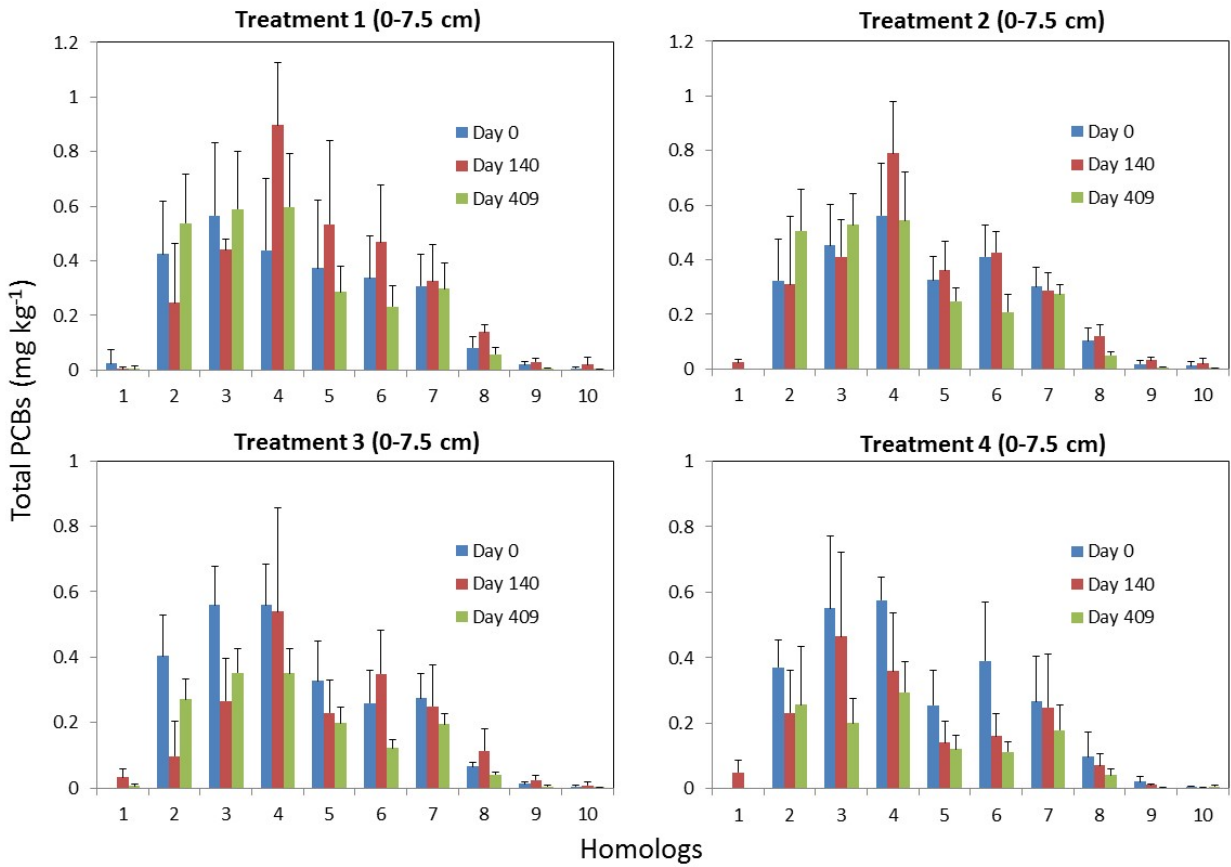 Treatment 1 (0-7.5 cm)
1.2
1
0.8
0.6
0.4
0.2
0
Day 0
Day 140
Day 409
1 2 3 4 5 6 7 8 9 10
Treatment 2 (0-7.5 cm)
1.2
1
0.8
0.6
0.4
0.2
0
Day 0
Day 140
Day 409
1 2 3 4 5 6 7 8 9 10
Total PCBs (mg kg⁻¹)
Treatment 3 (0-7.5 cm)
1
0.8
0.6
0.4
0.2
0
Day 0
Day 140
Day 409
1 2 3 4 5 6 7 8 9 10
Treatment 4 (0-7.5 cm)
1
0.8
0.6
0.4
0.2
0
Day 0
Day 140
Day 409
1 2 3 4 5 6 7 8 9 10
Homologs